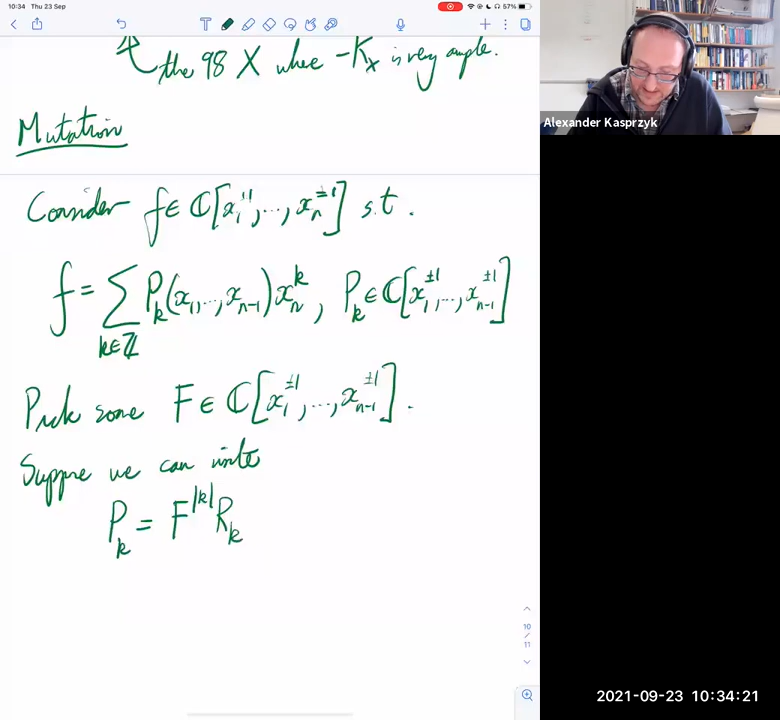 10:34 Thu 23 Sep
57%
the 98 X where -K_X is very ample.
Alexander Kasprzyk
Mutation
Consider f ∈ ℂ[x_1^{±1}, ..., x_n^{±1}] s.t.
f = ∑_{k∈ℤ} P_k(x_1, ..., x_{n-1}) x_n^k, P_k ∈ ℂ[x_1^{±1}, ..., x_{n-1}^{±1}]
Pick some F ∈ ℂ[x_1^{±1}, ..., x_{n-1}^{±1}].
Suppose we can write
P_k = F^{|k|} R_k
10
/
11
2021-09-23 10:34:21